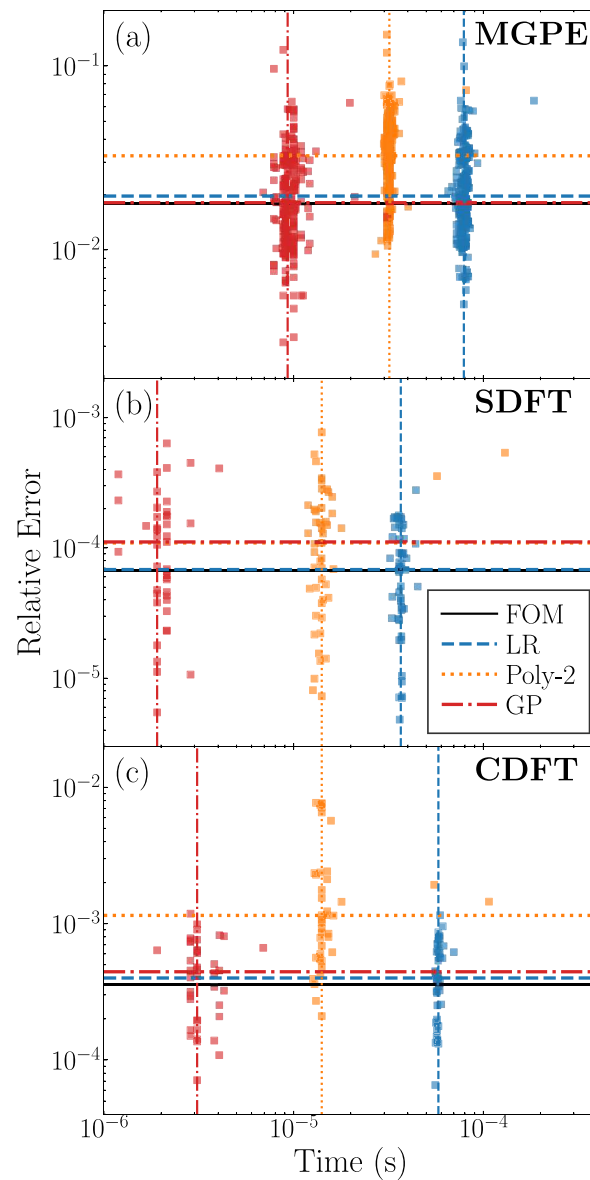 (a) MGPE
10⁻¹
10⁻²
(b) SDFT
10⁻³
10⁻⁴
10⁻⁵
Relative Error
FOM
LR
Poly-2
GP
(c) CDFT
10⁻²
10⁻³
10⁻⁴
10⁻⁶ 10⁻⁵ 10⁻⁴
Time (s)